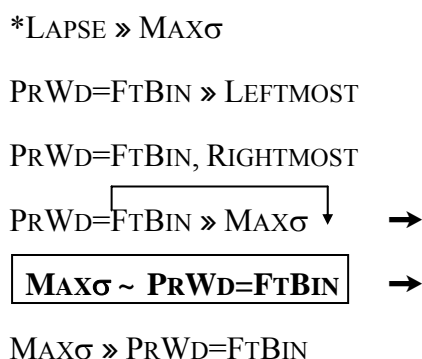 *LAPSE » MAXσ
PRWD=FTBIN » LEFTMOST
PRWD=FTBIN, RIGHTMOST
PRWD=FTBIN » MAXσ →
MAXσ ~ PRWD=FTBIN →
MAXσ » PRWD=FTBIN